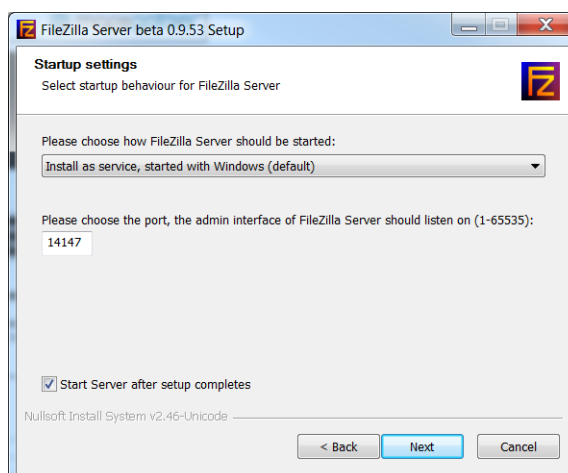 FileZilla Server beta 0.9.53 Setup
Startup settings
Select startup behaviour for FileZilla Server
Please choose how FileZilla Server should be started:
Install as service, started with Windows (default)
Please choose the port, the admin interface of FileZilla Server should listen on (1-65535):
14147
Start Server after setup completes
Nullsoft Install System v2.46-Unicode
< Back Next Cancel